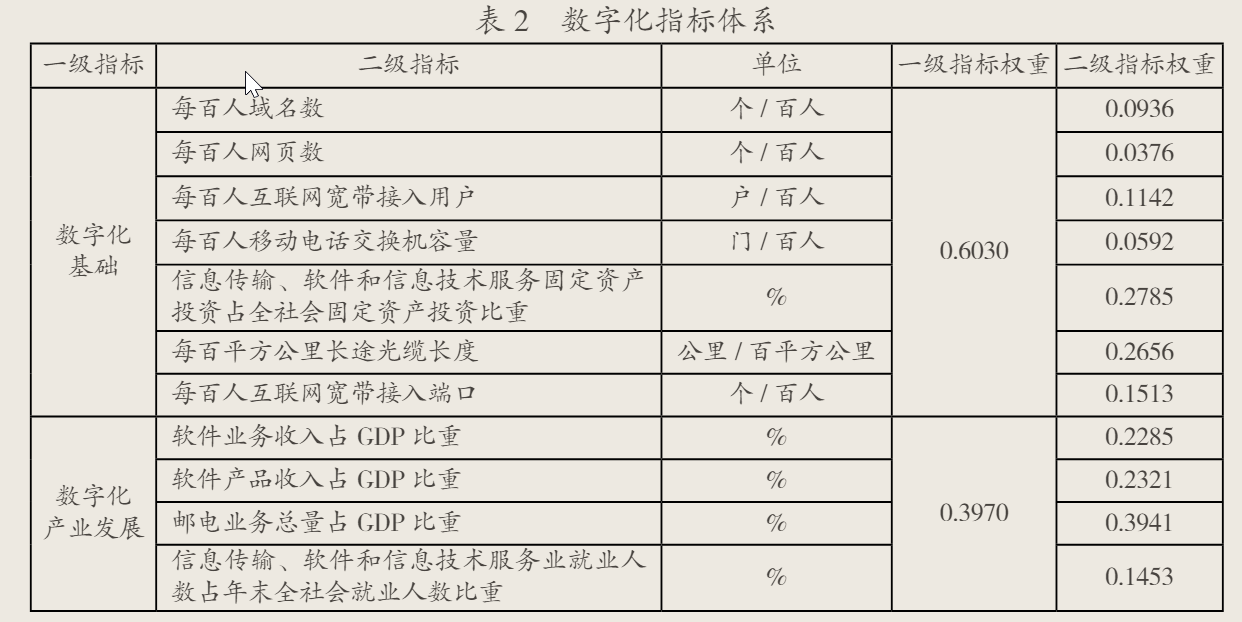 表 2 数字化指标体系
一级指标 二级指标 单位 一级指标权重 二级指标权重
每百人域名数 个 / 百人 0.0936
每百人网页数 个 / 百人 0.0376
每百人互联网宽带接入用户 户 / 百人 0.1142
数字化
基础
每百人移动电话交换机容量 门 / 百人 0.6030 0.0592
信息传输、软件和信息技术服务固定资产
投资占全社会固定资产投资比重
% 0.2785
每百平方公里长途光缆长度 公里 / 百平方公里 0.2656
每百人互联网宽带接入端口 个 / 百人 0.1513
软件业务收入占 GDP 比重 % 0.2285
软件产品收入占 GDP 比重 % 0.2321
数字化
产业发展
邮电业务总量占 GDP 比重 % 0.3970 0.3941
信息传输、软件和信息技术服务业就业人
数占年末全社会就业人数比重
% 0.1453